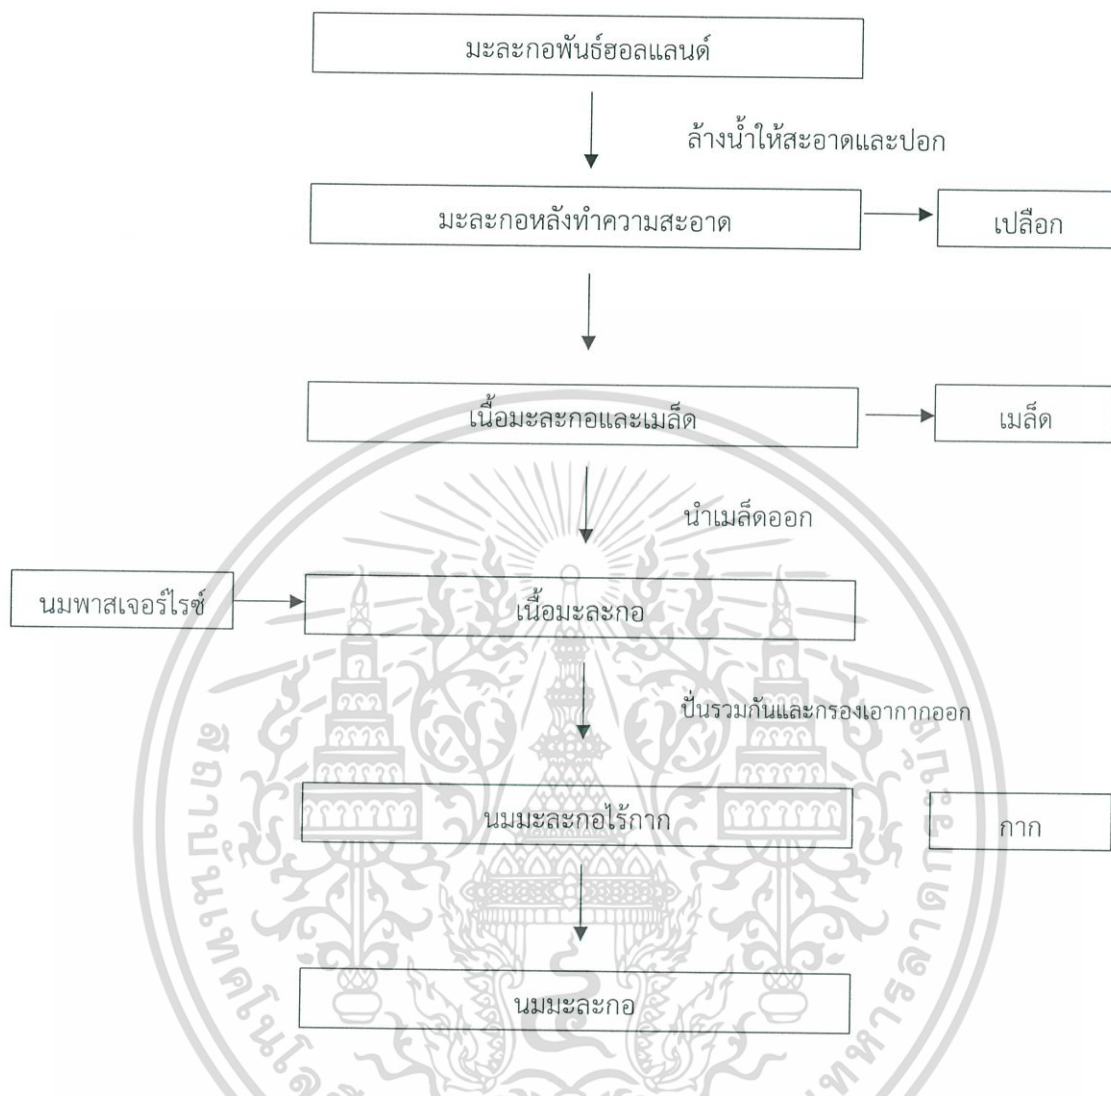 มะละกอพันธ์ฮอลแลนด์
ล้างน้ำให้สะอาดและปอก
มะละกอหลังทำความสะอาด
เปลือก
เนื้อมะละกอและเมล็ด
เมล็ด
นำเมล็ดออก
นมพาสเจอร์ไรซ์
เนื้อมะละกอ
ปั่นรวมกันและกรองเอากากออก
นมมะละกอไร้กาก
กาก
นมมะละกอ